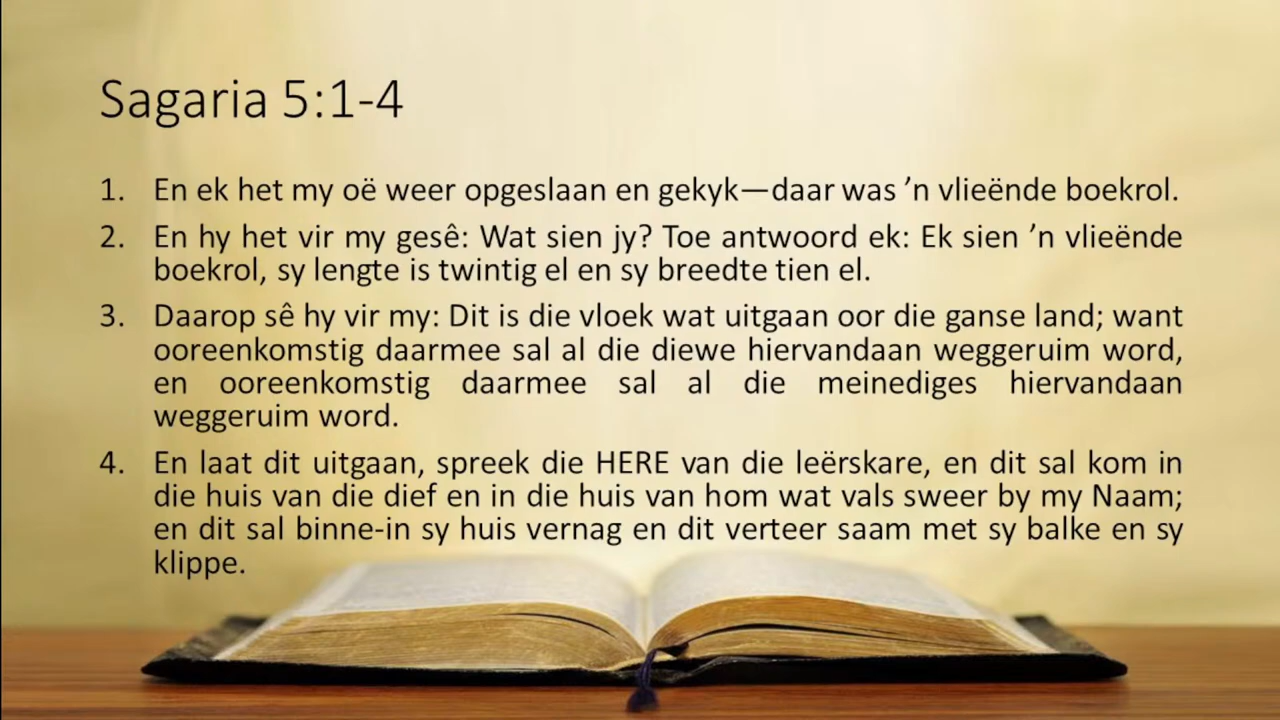 Sagaria 5:1-4
1. En ek het my oë weer opgeslaan en gekyk—daar was ’n vlieënde boekrol.
2. En hy het vir my gesê: Wat sien jy? Toe antwoord ek: Ek sien ’n vlieënde
boekrol, sy lengte is twintig el en sy breedte tien el.
3. Daarop sê hy vir my: Dit is die vloek wat uitgaan oor die ganse land; want
ooreenkomstig daarmee sal al die diewe hiervandaan weggeruim word,
en ooreenkomstig daarmee sal al die meinediges hiervandaan
weggeruim word.
4. En laat dit uitgaan, spreek die HERE van die leërskare, en dit sal kom in
die huis van die dief en in die huis van hom wat vals sweer by my Naam;
en dit sal binne-in sy huis vernag en dit verteer saam met sy balke en sy
klippe.